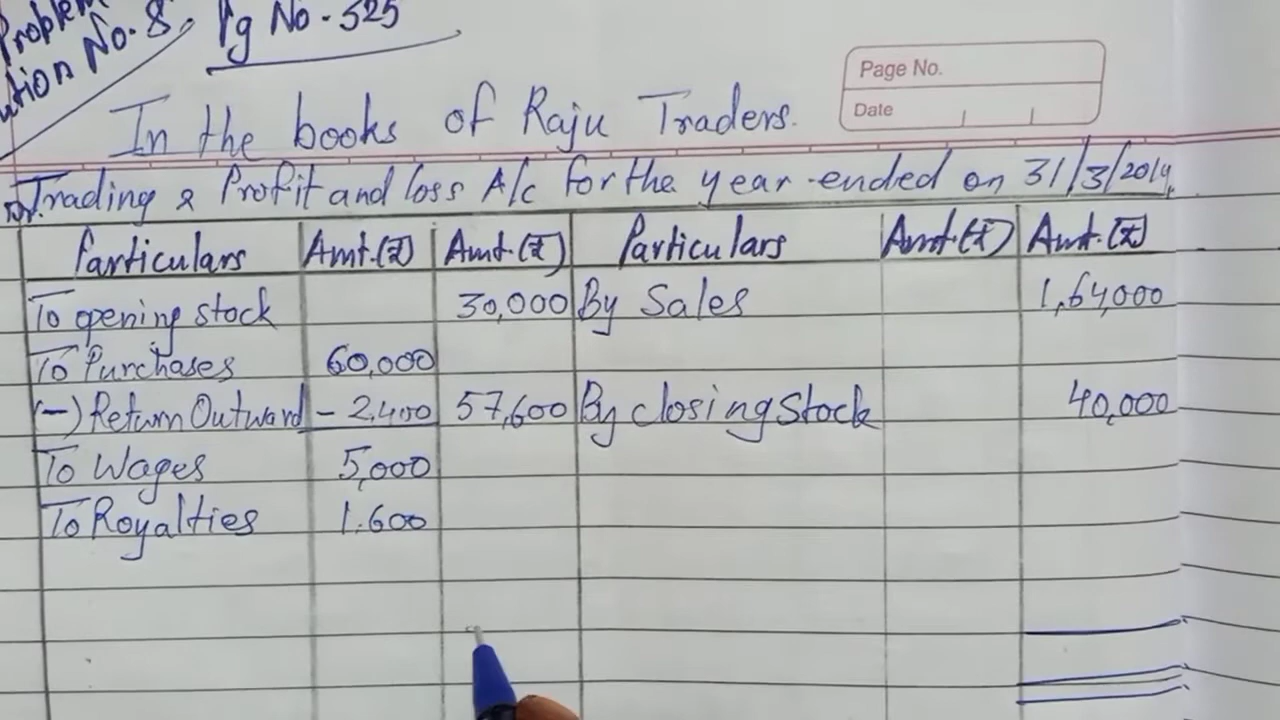 Problem
No. 8, Pg No. 525
Page No.
Date
In the books of Raju Traders.
Dr. Trading & Profit and loss A/c for the year ended on 31/3/2019.
Particulars Amt.(₹) Amt.(₹) Particulars Amt.(₹) Amt.(₹)
To opening stock 30,000 By Sales 1,64,000
To Purchases 60,000
(-) Return Outward - 2,400 57,600 By closing Stock 40,000
To Wages 5,000
To Royalties 1.600